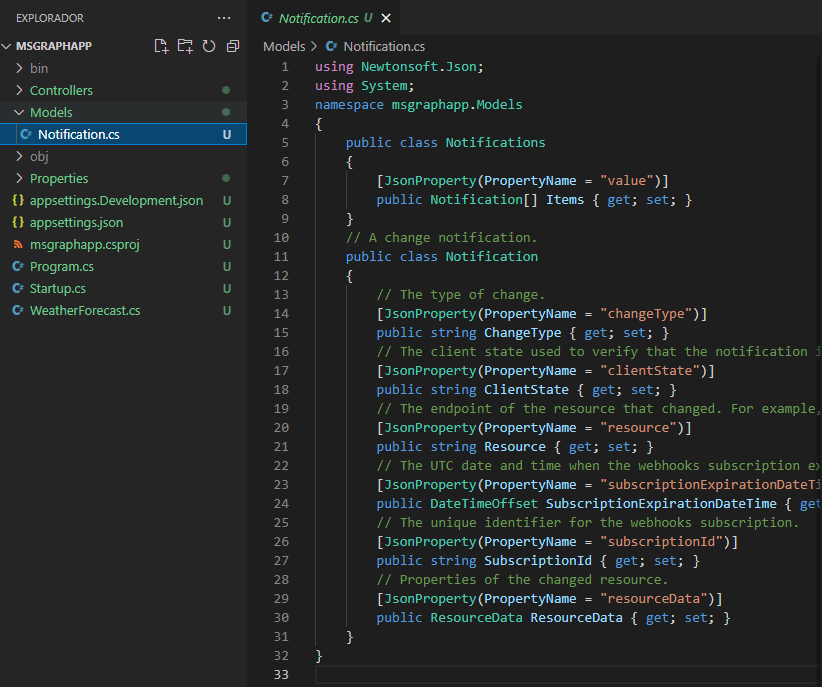 EXPLORADOR
MSGRAPHAPP
bin
Controllers
Models
C# Notification.cs U
obj
Properties
{} appsettings.Development.json U
{} appsettings.json U
msgraphapp.csproj U
C# Program.cs U
C# Startup.cs U
C# WeatherForecast.cs U
C# Notification.cs U
Models > C# Notification.cs
1 using Newtonsoft.Json;
2 using System;
3 namespace msgraphapp.Models
4 {
5 public class Notifications
6 {
7 [JsonProperty(PropertyName = "value")]
8 public Notification[] Items { get; set; }
9 }
10 // A change notification.
11 public class Notification
12 {
13 // The type of change.
14 [JsonProperty(PropertyName = "changeType")]
15 public string ChangeType { get; set; }
16 // The client state used to verify that the notification i
17 [JsonProperty(PropertyName = "clientState")]
18 public string ClientState { get; set; }
19 // The endpoint of the resource that changed. For example,
20 [JsonProperty(PropertyName = "resource")]
21 public string Resource { get; set; }
22 // The UTC date and time when the webhooks subscription ex
23 [JsonProperty(PropertyName = "subscriptionExpirationDateTi
24 public DateTimeOffset SubscriptionExpirationDateTime { get
25 // The unique identifier for the webhooks subscription.
26 [JsonProperty(PropertyName = "subscriptionId")]
27 public string SubscriptionId { get; set; }
28 // Properties of the changed resource.
29 [JsonProperty(PropertyName = "resourceData")]
30 public ResourceData ResourceData { get; set; }
31 }
32 }
33